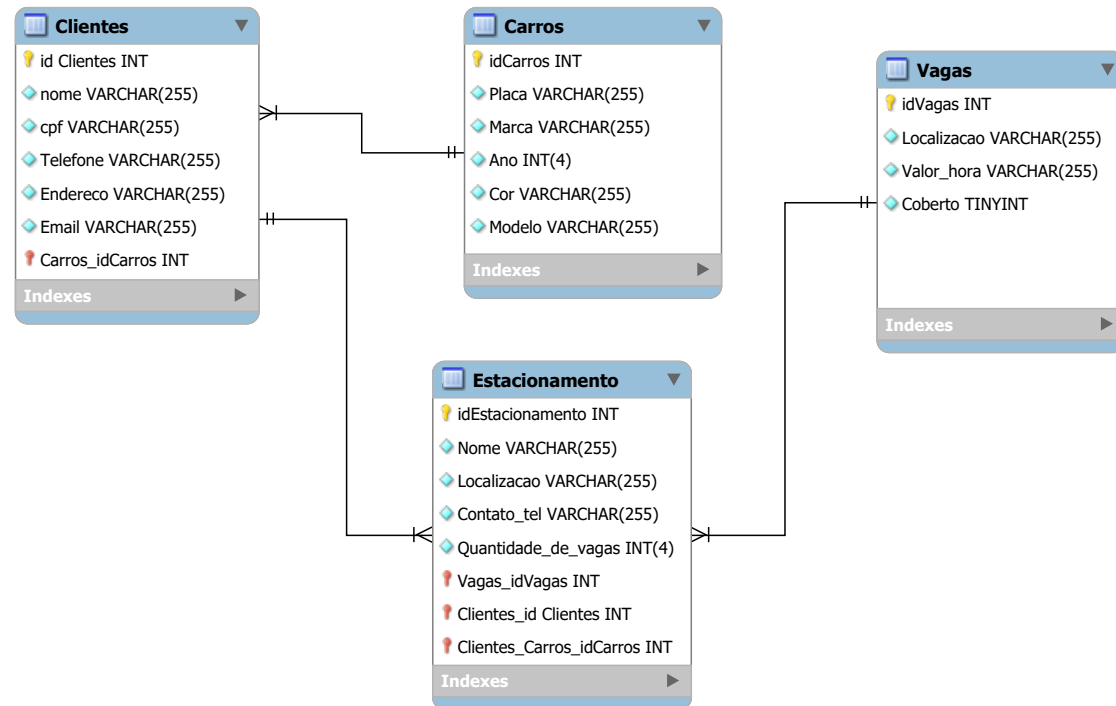 Clientes
id Clientes INT
nome VARCHAR(255)
cpf VARCHAR(255)
Telefone VARCHAR(255)
Endereco VARCHAR(255)
Email VARCHAR(255)
Carros_idCarros INT
Indexes
Carros
idCarros INT
Placa VARCHAR(255)
Marca VARCHAR(255)
Ano INT(4)
Cor VARCHAR(255)
Modelo VARCHAR(255)
Indexes
Vagas
idVagas INT
Localizacao VARCHAR(255)
Valor_hora VARCHAR(255)
Coberto TINYINT
Indexes
Estacionamento
idEstacionamento INT
Nome VARCHAR(255)
Localizacao VARCHAR(255)
Contato_tel VARCHAR(255)
Quantidade_de_vagas INT(4)
Vagas_idVagas INT
Clientes_id Clientes INT
Clientes_Carros_idCarros INT
Indexes